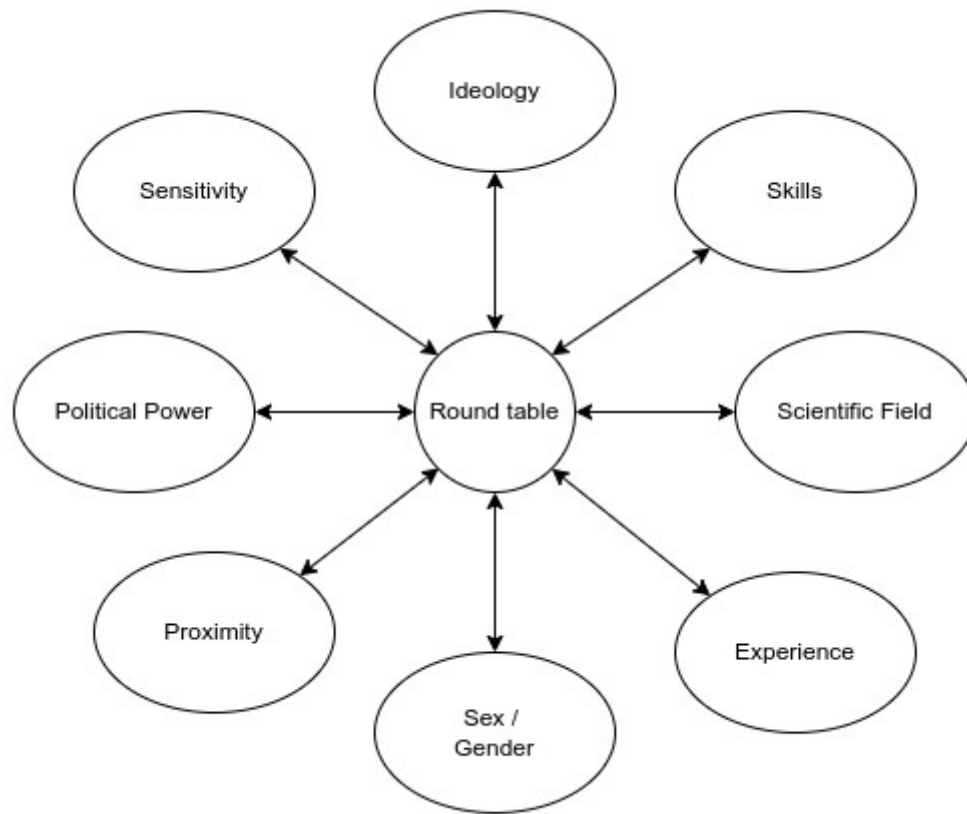 Ideology
Sensitivity
Skills
Political Power
Round table
Scientific Field
Proximity
Experience
Sex /
Gender